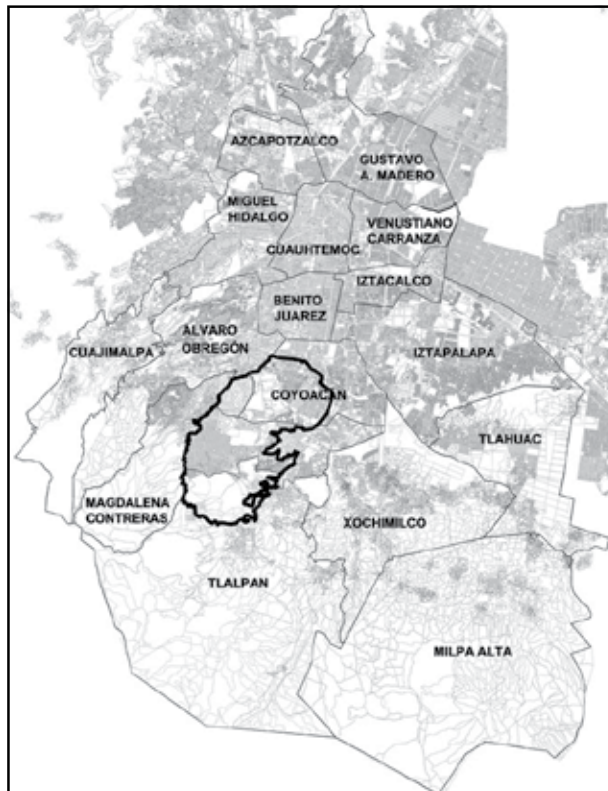 AZCAPOTZALCO
GUSTAVO
A. MADERO
MIGUEL
HIDALGO
VENUSTIANO
CARRANZA
CUAUHTEMOC
IZTACALCO
BENITO
JUAREZ
ALVARO
OBREGÓN
CUAJIMALPA
IZTAPALAPA
COYOACAN
TLAHUAC
MAGDALENA
CONTRERAS
XOCHIMILCO
TLALPAN
MILPA ALTA